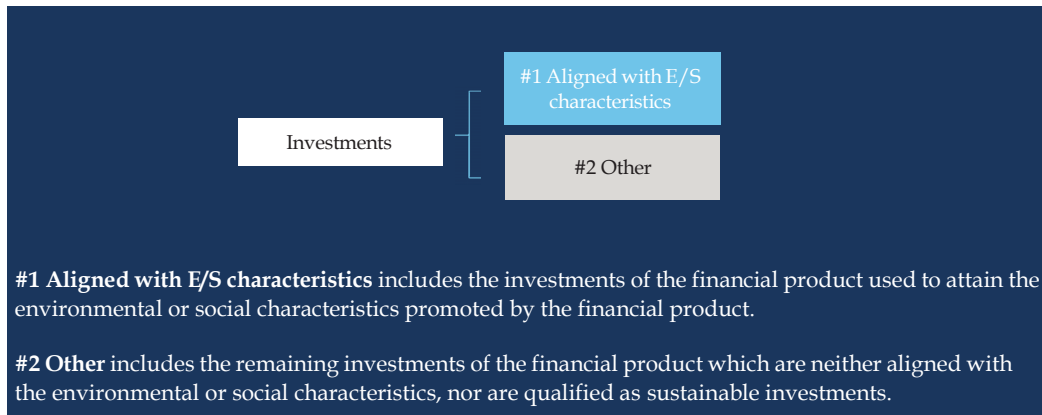 #1 Aligned with E/S
characteristics
Investments
#2 Other
#1 Aligned with E/S characteristics includes the investments of the financial product used to attain the
environmental or social characteristics promoted by the financial product.
#2 Other includes the remaining investments of the financial product which are neither aligned with
the environmental or social characteristics, nor are qualified as sustainable investments.